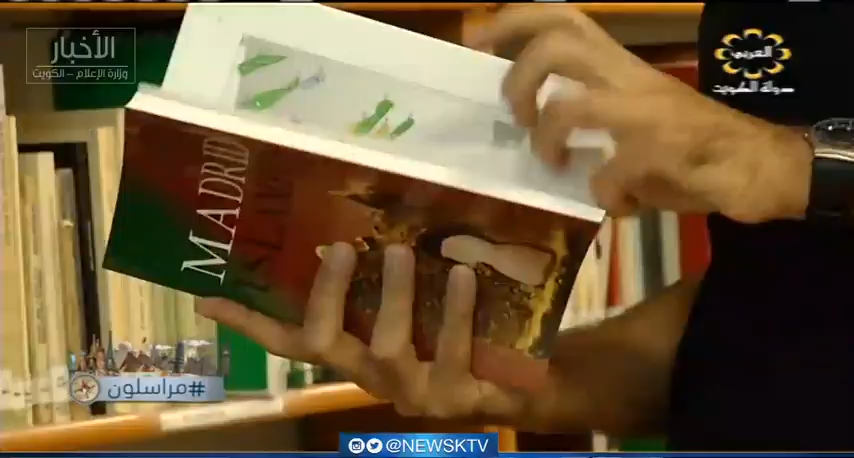 الأخبار
وزارة الإعلام – الكويت
العربي
دولة الكويت
MADRID
#مراسلون
@NEWSKTV